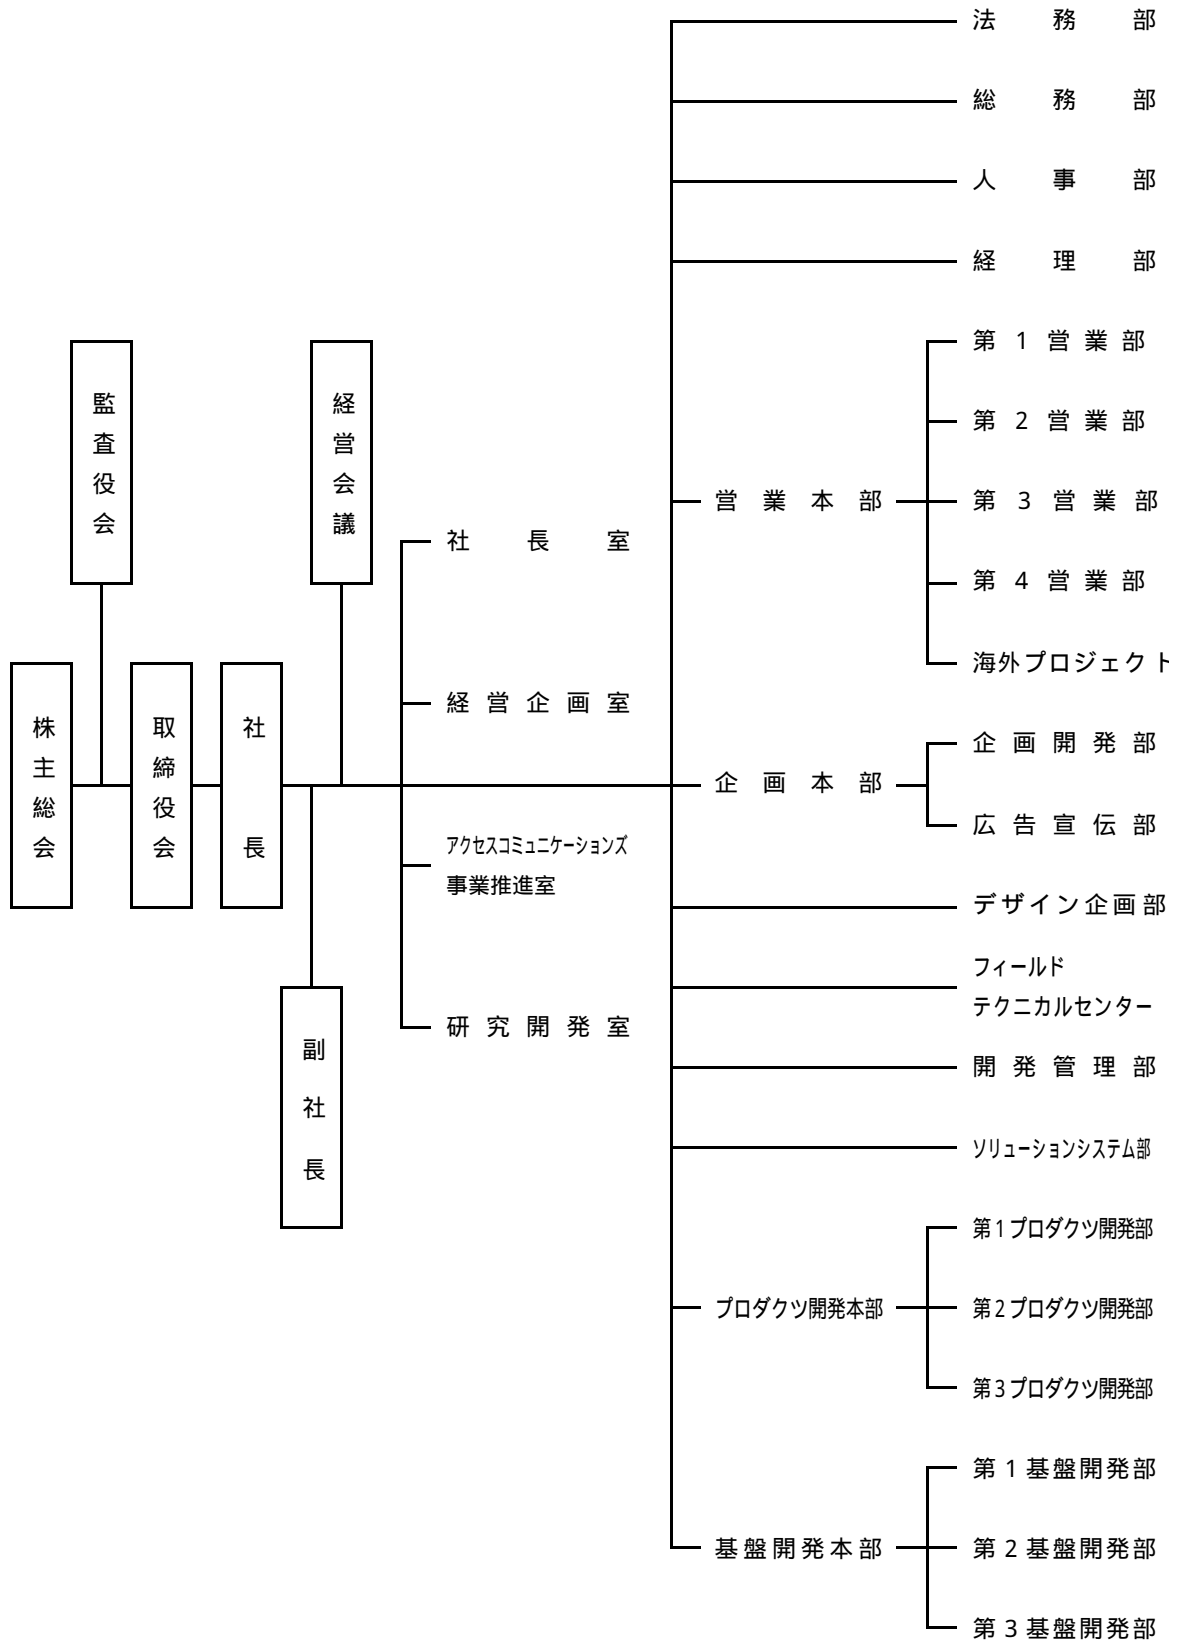 株主総会
監査役会
取締役会
社長
経営会議
副社長
社長室
経営企画室
アクセスコミュニケーションズ
事業推進室
研究開発室
法務部
総務部
人事部
経理部
営業本部
第1営業部
第2営業部
第3営業部
第4営業部
海外プロジェクト
企画本部
企画開発部
広告宣伝部
デザイン企画部
フィールド
テクニカルセンター
開発管理部
ソリューションシステム部
プロダクツ開発本部
第1プロダクツ開発部
第2プロダクツ開発部
第3プロダクツ開発部
基盤開発本部
第1基盤開発部
第2基盤開発部
第3基盤開発部